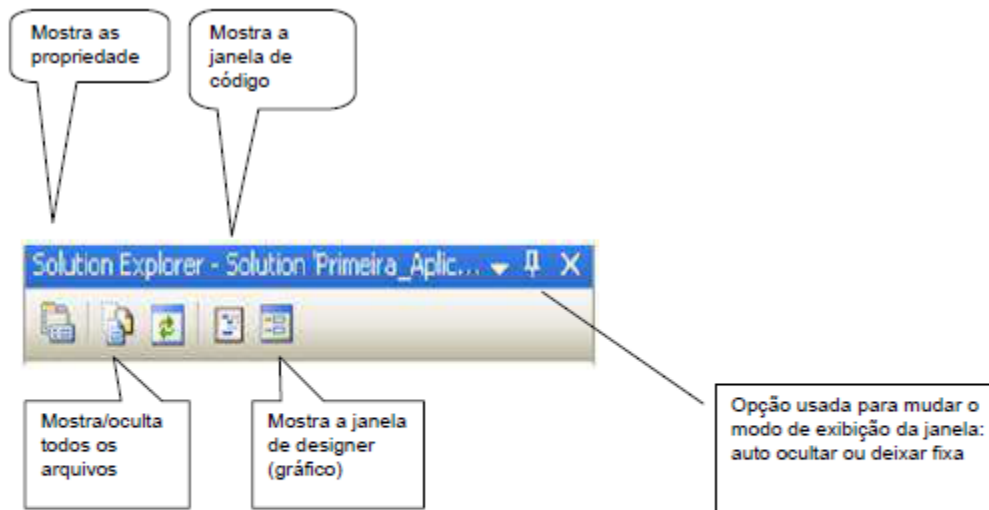 Mostra as
propriedade
Mostra a
janela de
código
Solution Explorer - Solution 'Primeira_Aplic...
Mostra/oculta
todos os
arquivos
Mostra a janela
de designer
(gráfico)
Opção usada para mudar o
modo de exibição da janela:
auto ocultar ou deixar fixa